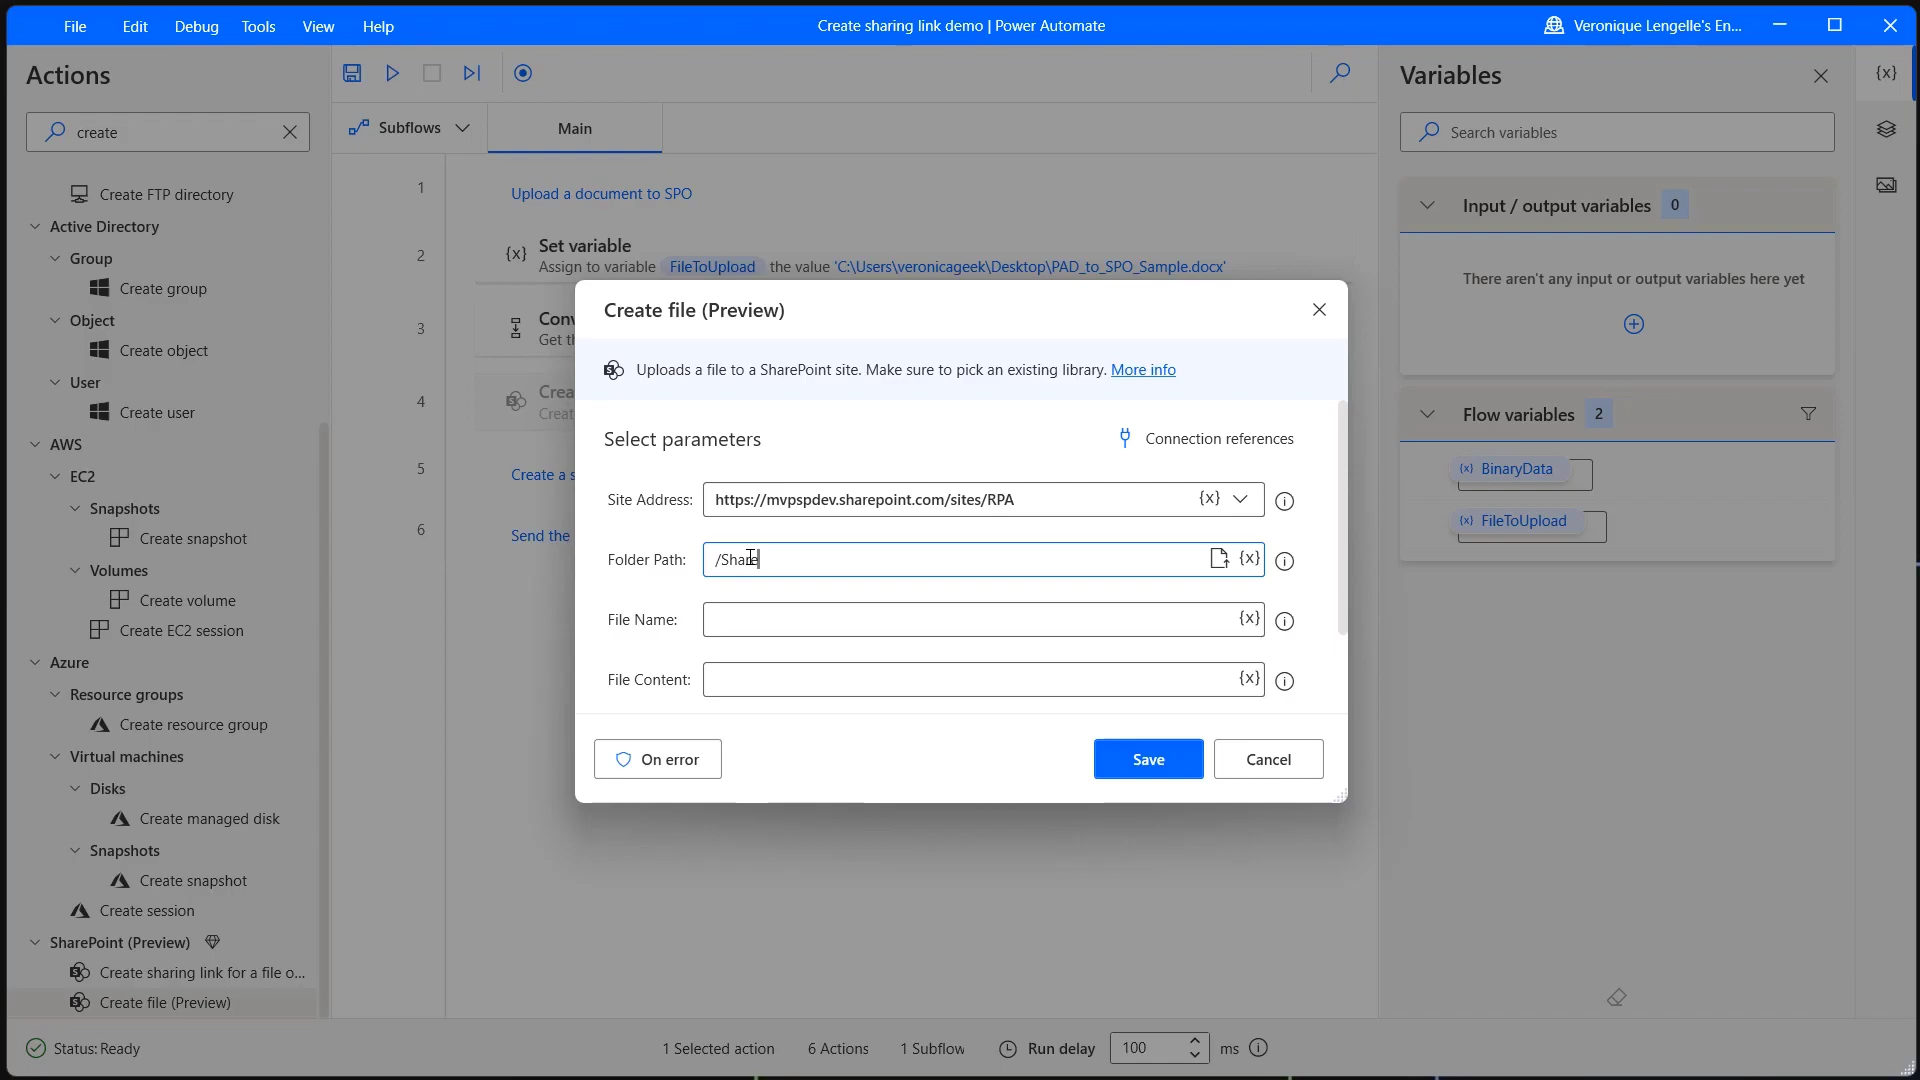 File Edit Debug Tools View Help Create sharing link demo | Power Automate Veronique Lengelle's En...
Actions
create
Create FTP directory
Active Directory
Group
Create group
Object
Create object
User
Create user
AWS
EC2
Snapshots
Create snapshot
Volumes
Create volume
Create EC2 session
Azure
Resource groups
Create resource group
Virtual machines
Disks
Create managed disk
Snapshots
Create snapshot
Create session
SharePoint (Preview)
Create sharing link for a file o...
Create file (Preview)
Subflows Main
1 Upload a document to SPO
2 {x} Set variable
Assign to variable FileToUpload the value 'C:\Users\veronicageek\Desktop\PAD_to_SPO_Sample.docx'
3
4
5 Create a s
6 Send the
Create file (Preview)
Uploads a file to a SharePoint site. Make sure to pick an existing library. More info
Select parameters Connection references
Site Address: https://mvpspdev.sharepoint.com/sites/RPA {x}
Folder Path: /Share {x}
File Name: {x}
File Content: {x}
On error Save Cancel
Variables {x}
Search variables
Input / output variables 0
There aren't any input or output variables here yet
Flow variables 2
{x} BinaryData
{x} FileToUpload
Status: Ready 1 Selected action 6 Actions 1 Subflow Run delay 100 ms